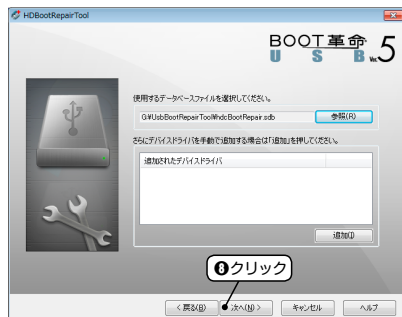 HDBootRepairTool
BOOT革命
USB Ver.5
使用するデータベースファイルを選択してください。
G:¥UsbBootRepairTool¥hdcBootRepair.sdb
参照(R)
さらにデバイスドライバを手動で追加する場合は「追加」を押してください。
追加されたデバイスドライバ
追加(I)
❽クリック
< 戻る(B)
次へ(N) >
キャンセル
ヘルプ